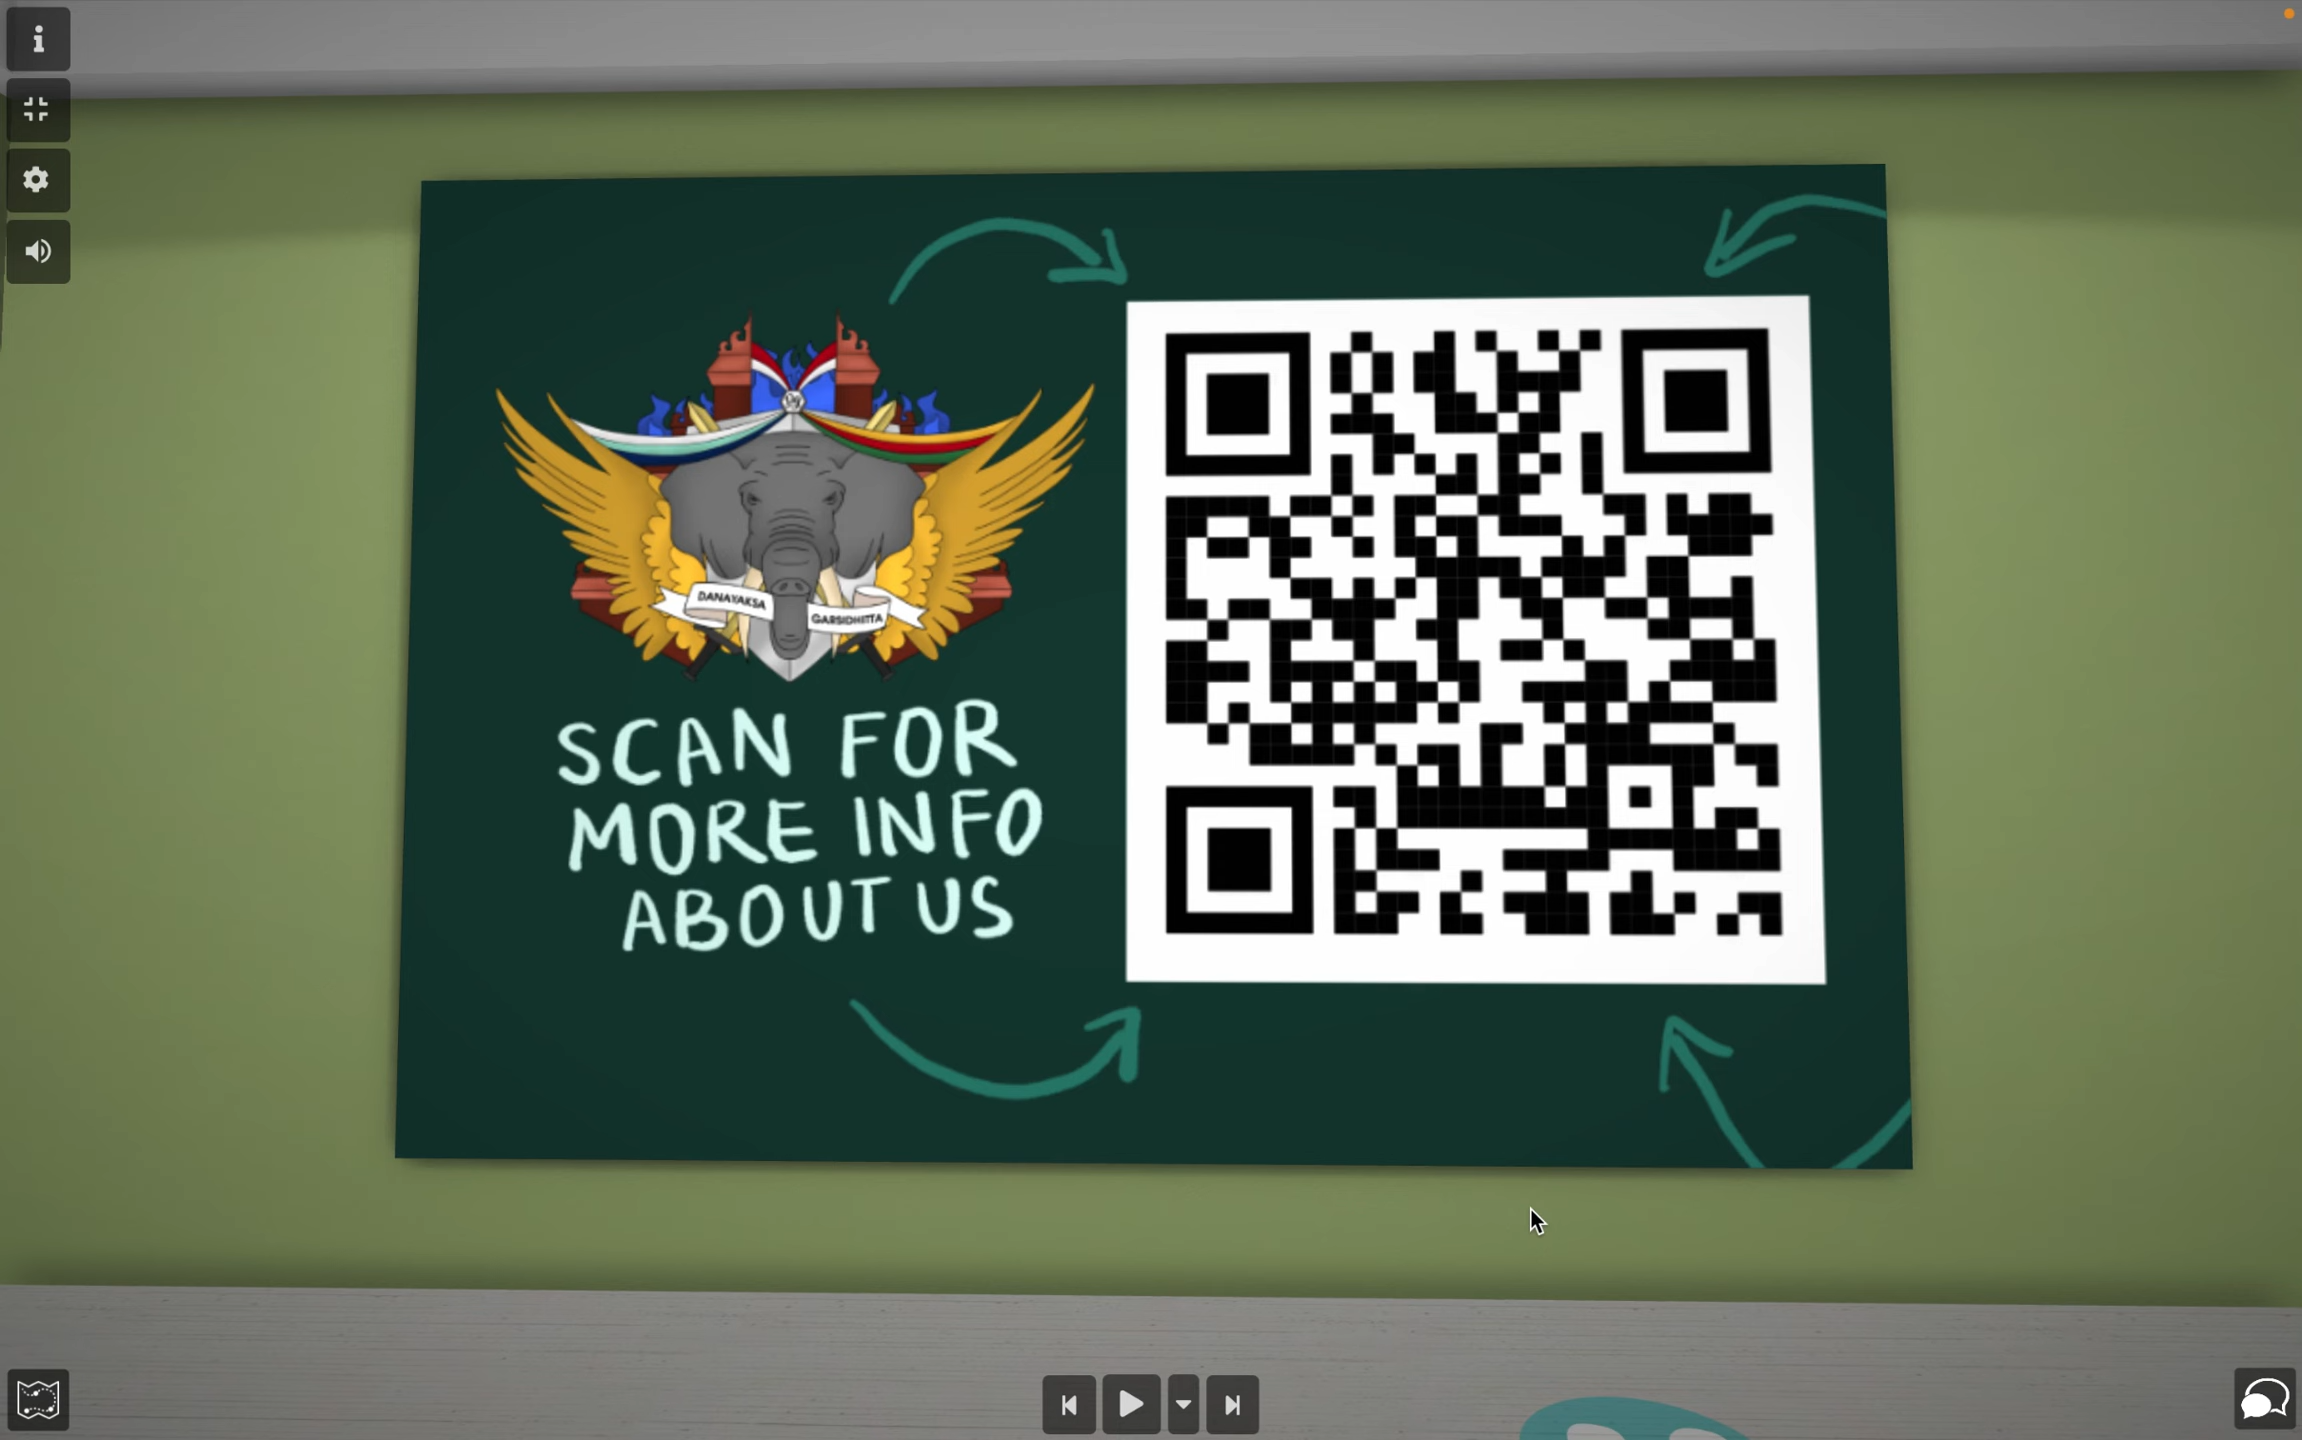 DANAYAKSA
GARSIDHITTA
SCAN FOR
MORE INFO
ABOUT US